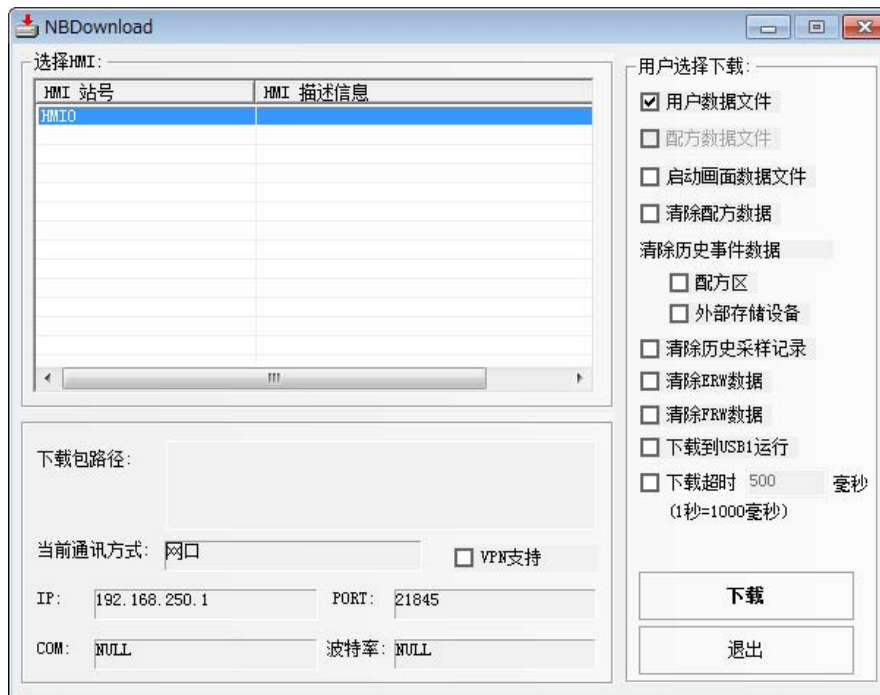 NBDownload
选择HMI:
HMI 站号 HMI 描述信息
HMI0
下载包路径:
当前通讯方式: 网口
VPN支持
IP: 192.168.250.1 PORT: 21845
COM: NULL 波特率: NULL
用户选择下载:
用户数据文件
配方数据文件
启动画面数据文件
清除配方数据
清除历史事件数据
配方区
外部存储设备
清除历史采样记录
清除ERW数据
清除FRW数据
下载到USB1运行
下载超时 500 毫秒
(1秒=1000毫秒)
下载
退出